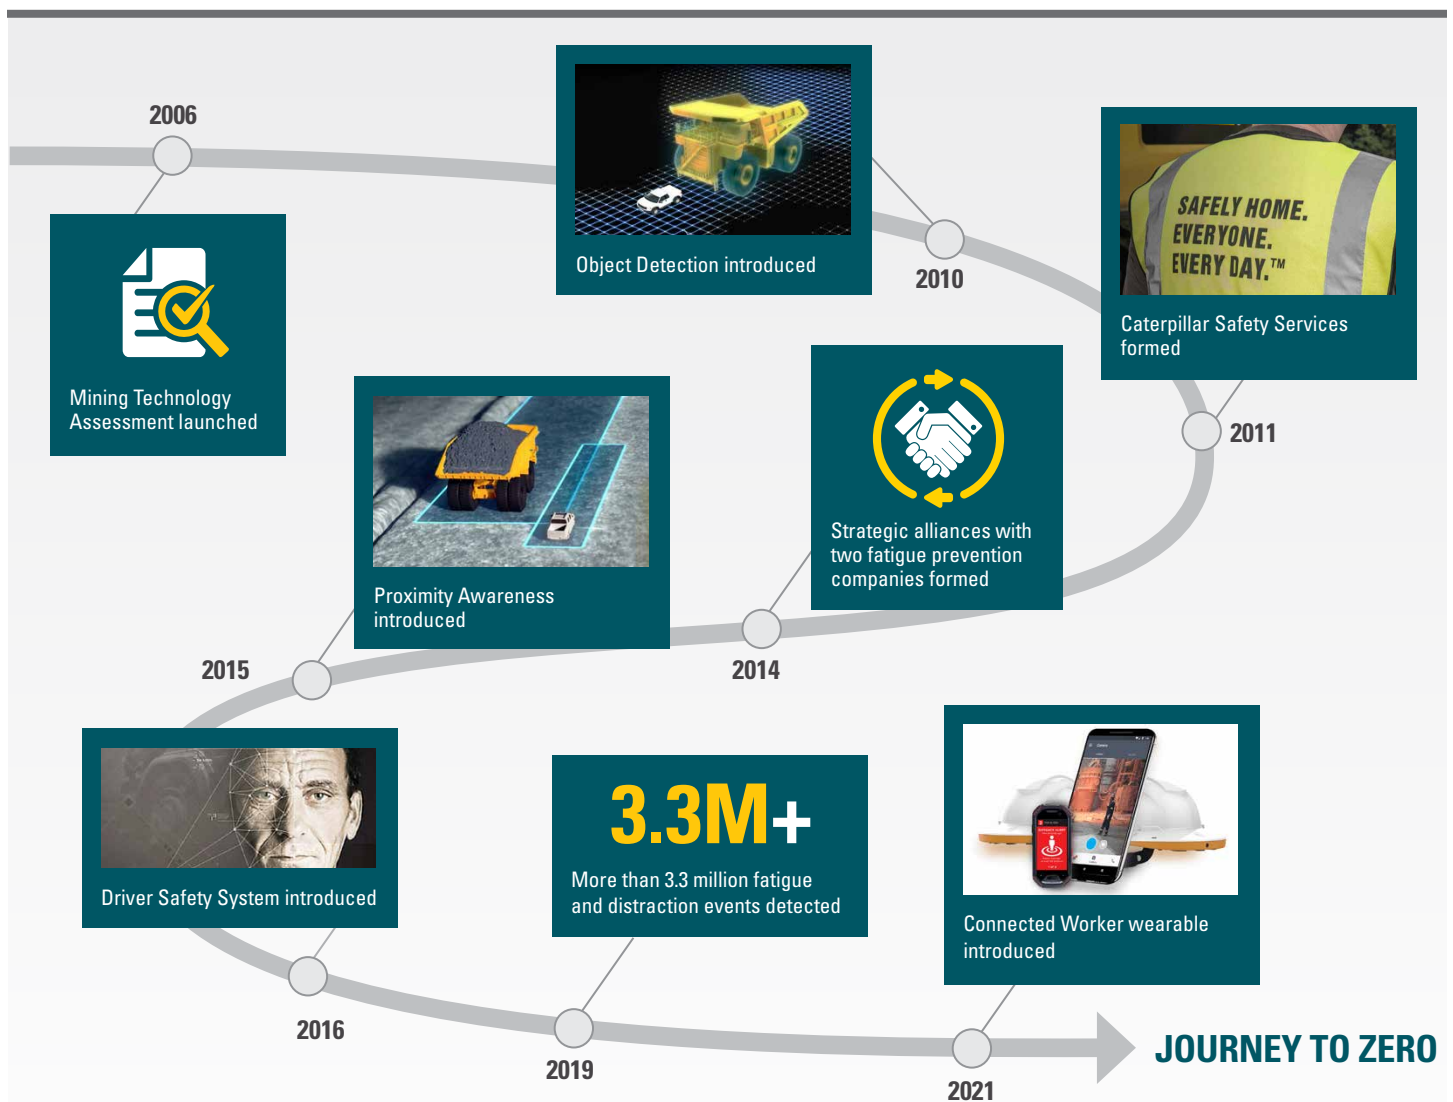 2006
Mining Technology
Assessment launched
Object Detection introduced
2010
SAFELY HOME.
EVERYONE.
EVERY DAY.™
Caterpillar Safety Services
formed
2011
Strategic alliances with
two fatigue prevention
companies formed
2014
Proximity Awareness
introduced
2015
Driver Safety System introduced
2016
3.3M+
More than 3.3 million fatigue
and distraction events detected
2019
Connected Worker wearable
introduced
2021
JOURNEY TO ZERO